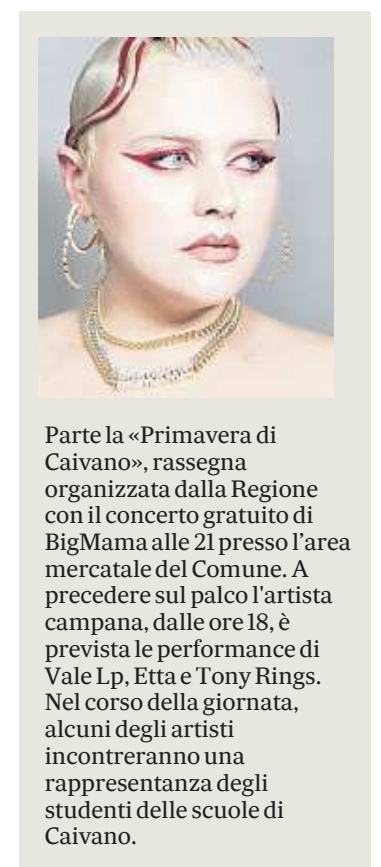 Parte la «Primavera di
Caivano», rassegna
organizzata dalla Regione
con il concerto gratuito di
BigMama alle 21 presso l’area
mercatale del Comune. A
precedere sul palco l'artista
campana, dalle ore 18, è
prevista le performance di
Vale Lp, Etta e Tony Rings.
Nel corso della giornata,
alcuni degli artisti
incontreranno una
rappresentanza degli
studenti delle scuole di
Caivano.